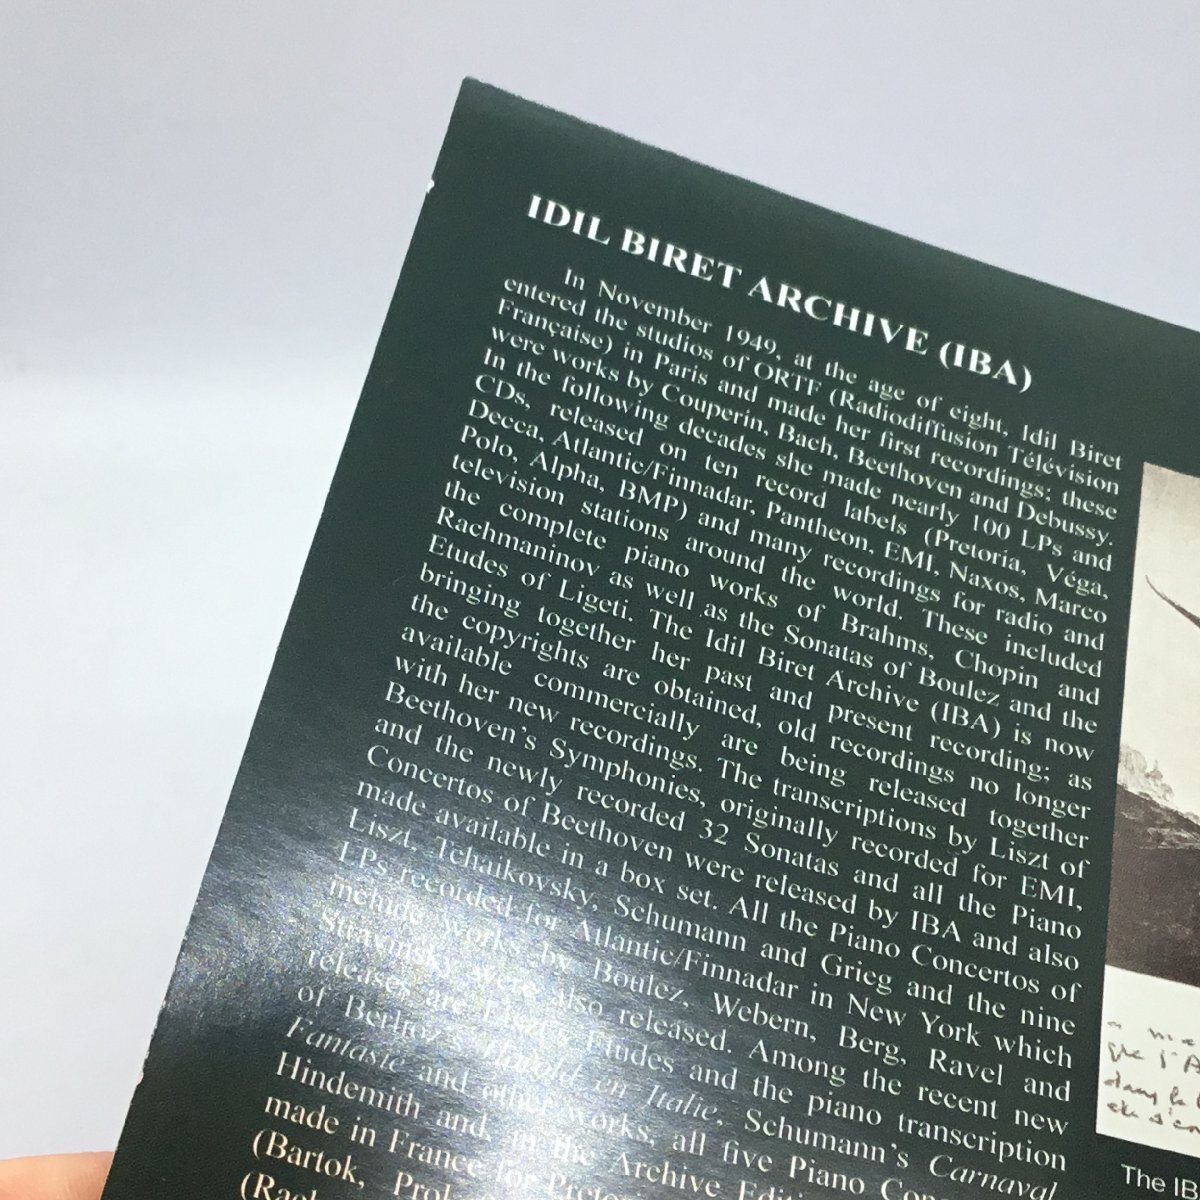 IDIL BIRET ARCHIVE (IBA)
In November 1949, at the age of eight, Idil Biret
entered the studios of ORTF (Radiodiffusion Télévision
Française) in Paris and made her first recordings; these
were works by Couperin, Bach, Beethoven and Debussy.
In the following decades she made nearly 100 LPs and
CDs, released on ten record labels (Pretoria, Véga,
Decca, Atlantic/Finnadar, Pantheon, EMI, Naxos, Marco
Polo, Alpha, BMP) and many recordings for radio and
television stations around the world. These included
the complete piano works of Brahms, Chopin and
Rachmaninov as well as the Sonatas of Boulez and the
Etudes of Ligeti. The Idil Biret Archive (IBA) is now
bringing together her past and present recording; as
the copyrights are obtained, old recordings no longer
available commercially are being released together
with her new recordings. The transcriptions by Liszt of
Beethoven's Symphonies, originally recorded for EMI,
and the newly recorded 32 Sonatas and all the Piano
Concertos of Beethoven were released by IBA and also
made available in a box set. All the Piano Concertos of
Liszt, Tchaikovsky, Schumann and Grieg and the nine
LPs recorded for Atlantic/Finnadar in New York which
include works by Boulez, Webern, Berg, Ravel and
Stravinsky were also released. Among the recent new
releases are Liszt's Etudes and the piano transcription
of Berlioz's Harold en Italie, Schumann's Carnaval
Fantasie and other works, all five Piano
Hindemith and, in the Archive
made in France for
(Bartok,
The IB